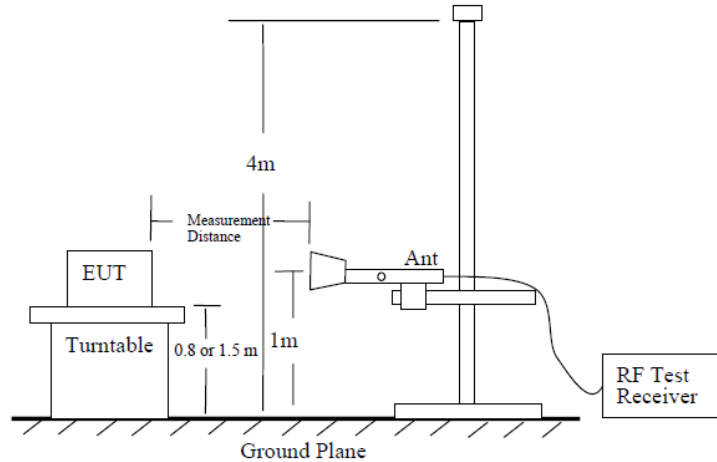 4m
Measurement
Distance
EUT
Ant
Turntable
0.8 or 1.5 m
1m
RF Test
Receiver
Ground Plane